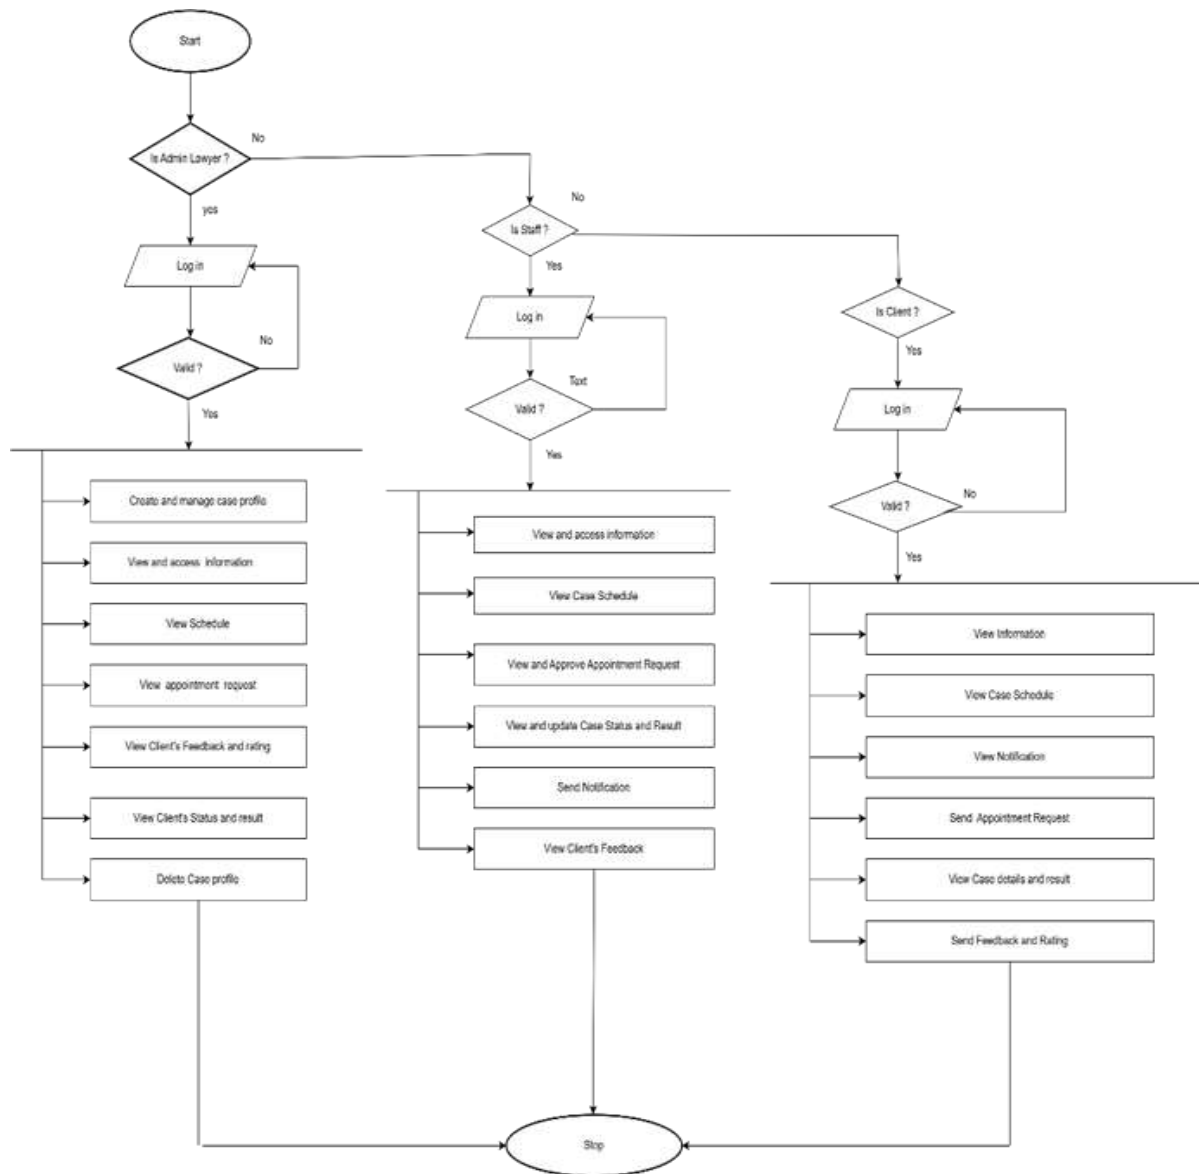 Start
Is Admin Lawyer ?
No
yes
Log in
No
Valid ?
Yes
Create and manage case profile
View and access information
View Schedule
View appointment request
View Client's Feedback and rating
View Client's Status and result
Delete Case profile
No
Is Staff ?
Yes
Log in
Text
Valid ?
Yes
View and access information
View Case Schedule
View and Approve Appointment Request
View and update Case Status and Result
Send Notification
View Client's Feedback
Is Client ?
Yes
Log in
No
Valid ?
Yes
View Information
View Case Schedule
View Notification
Send Appointment Request
View Case details and result
Send Feedback and Rating
Stop